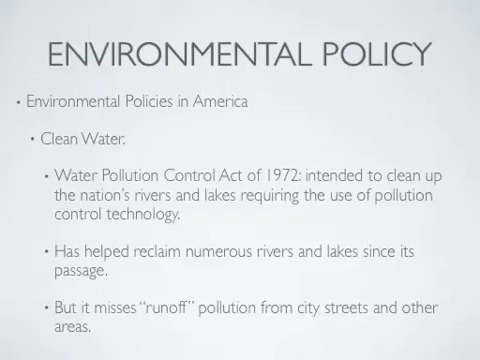 ENVIRONMENTAL POLICY
• Environmental Policies in America
• Clean Water.
• Water Pollution Control Act of 1972: intended to clean up
the nation's rivers and lakes requiring the use of pollution
control technology.
• Has helped reclaim numerous rivers and lakes since its
passage.
• But it misses “runoff” pollution from city streets and other
areas.